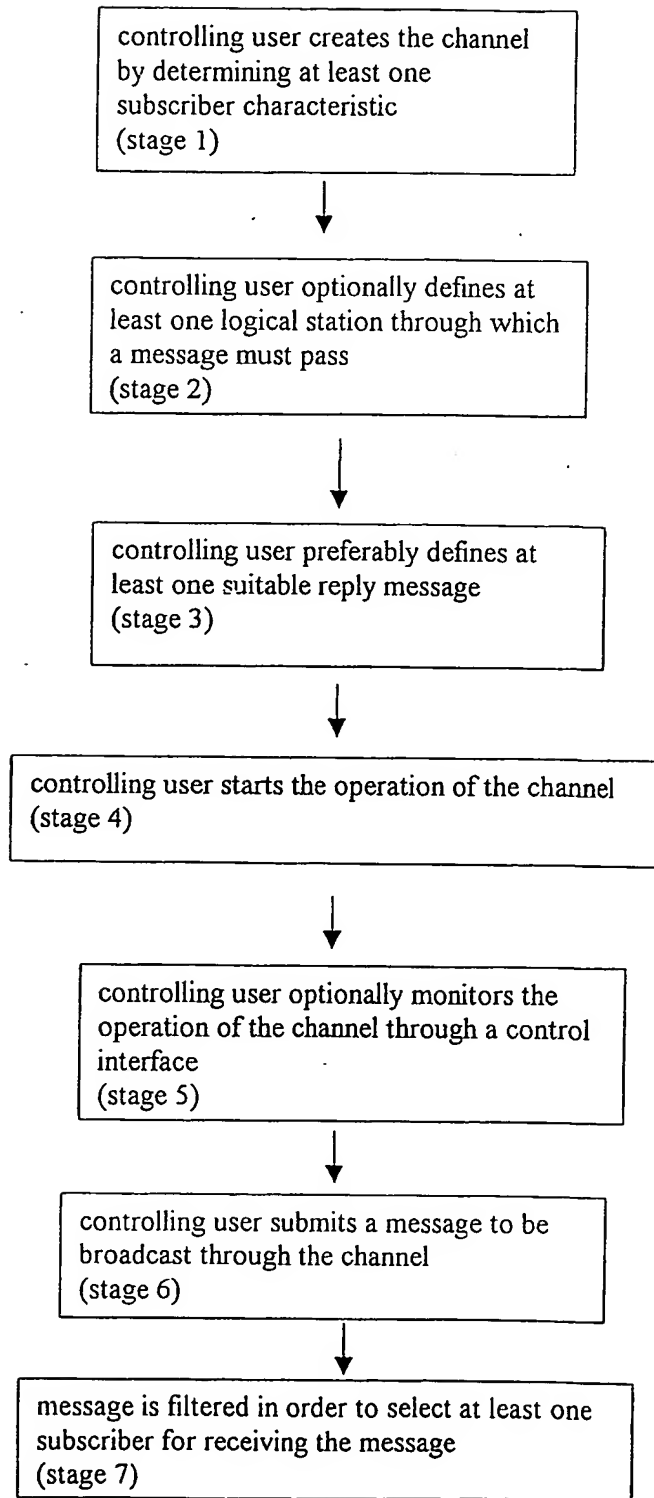 controlling user creates the channel
by determining at least one
subscriber characteristic
(stage 1)
controlling user optionally defines at
least one logical station through which
a message must pass
(stage 2)
controlling user preferably defines at
least one suitable reply message
(stage 3)
controlling user starts the operation of the channel
(stage 4)
controlling user optionally monitors the
operation of the channel through a control
interface
(stage 5)
controlling user submits a message to be
broadcast through the channel
(stage 6)
message is filtered in order to select at least one
subscriber for receiving the message
(stage 7)